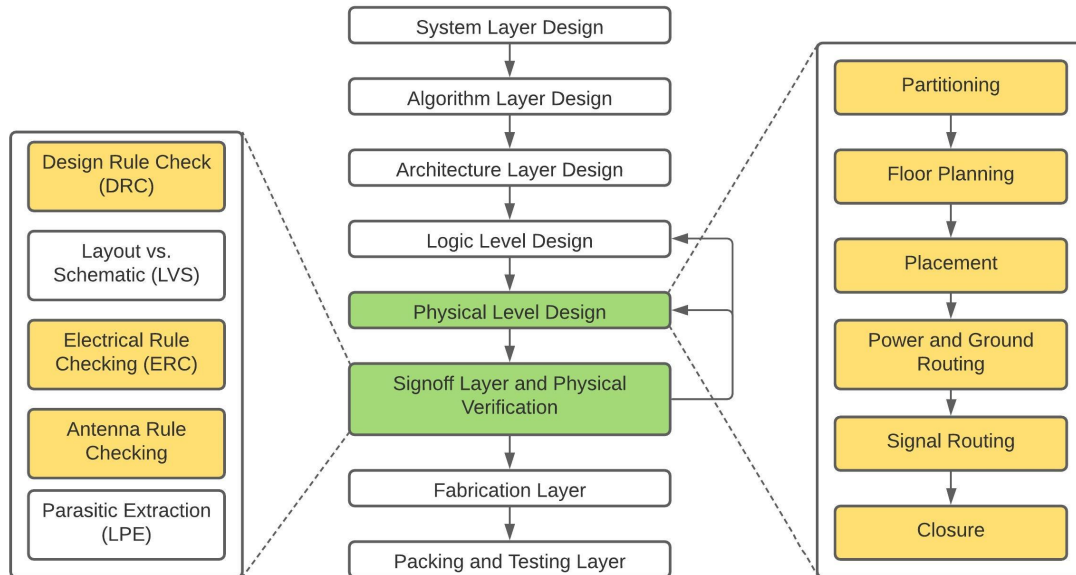 System Layer Design
Algorithm Layer Design
Architecture Layer Design
Logic Level Design
Physical Level Design
Signoff Layer and Physical
Verification
Fabrication Layer
Packing and Testing Layer
Design Rule Check
(DRC)
Layout vs.
Schematic (LVS)
Electrical Rule
Checking (ERC)
Antenna Rule
Checking
Parasitic Extraction
(LPE)
Partitioning
Floor Planning
Placement
Power and Ground
Routing
Signal Routing
Closure